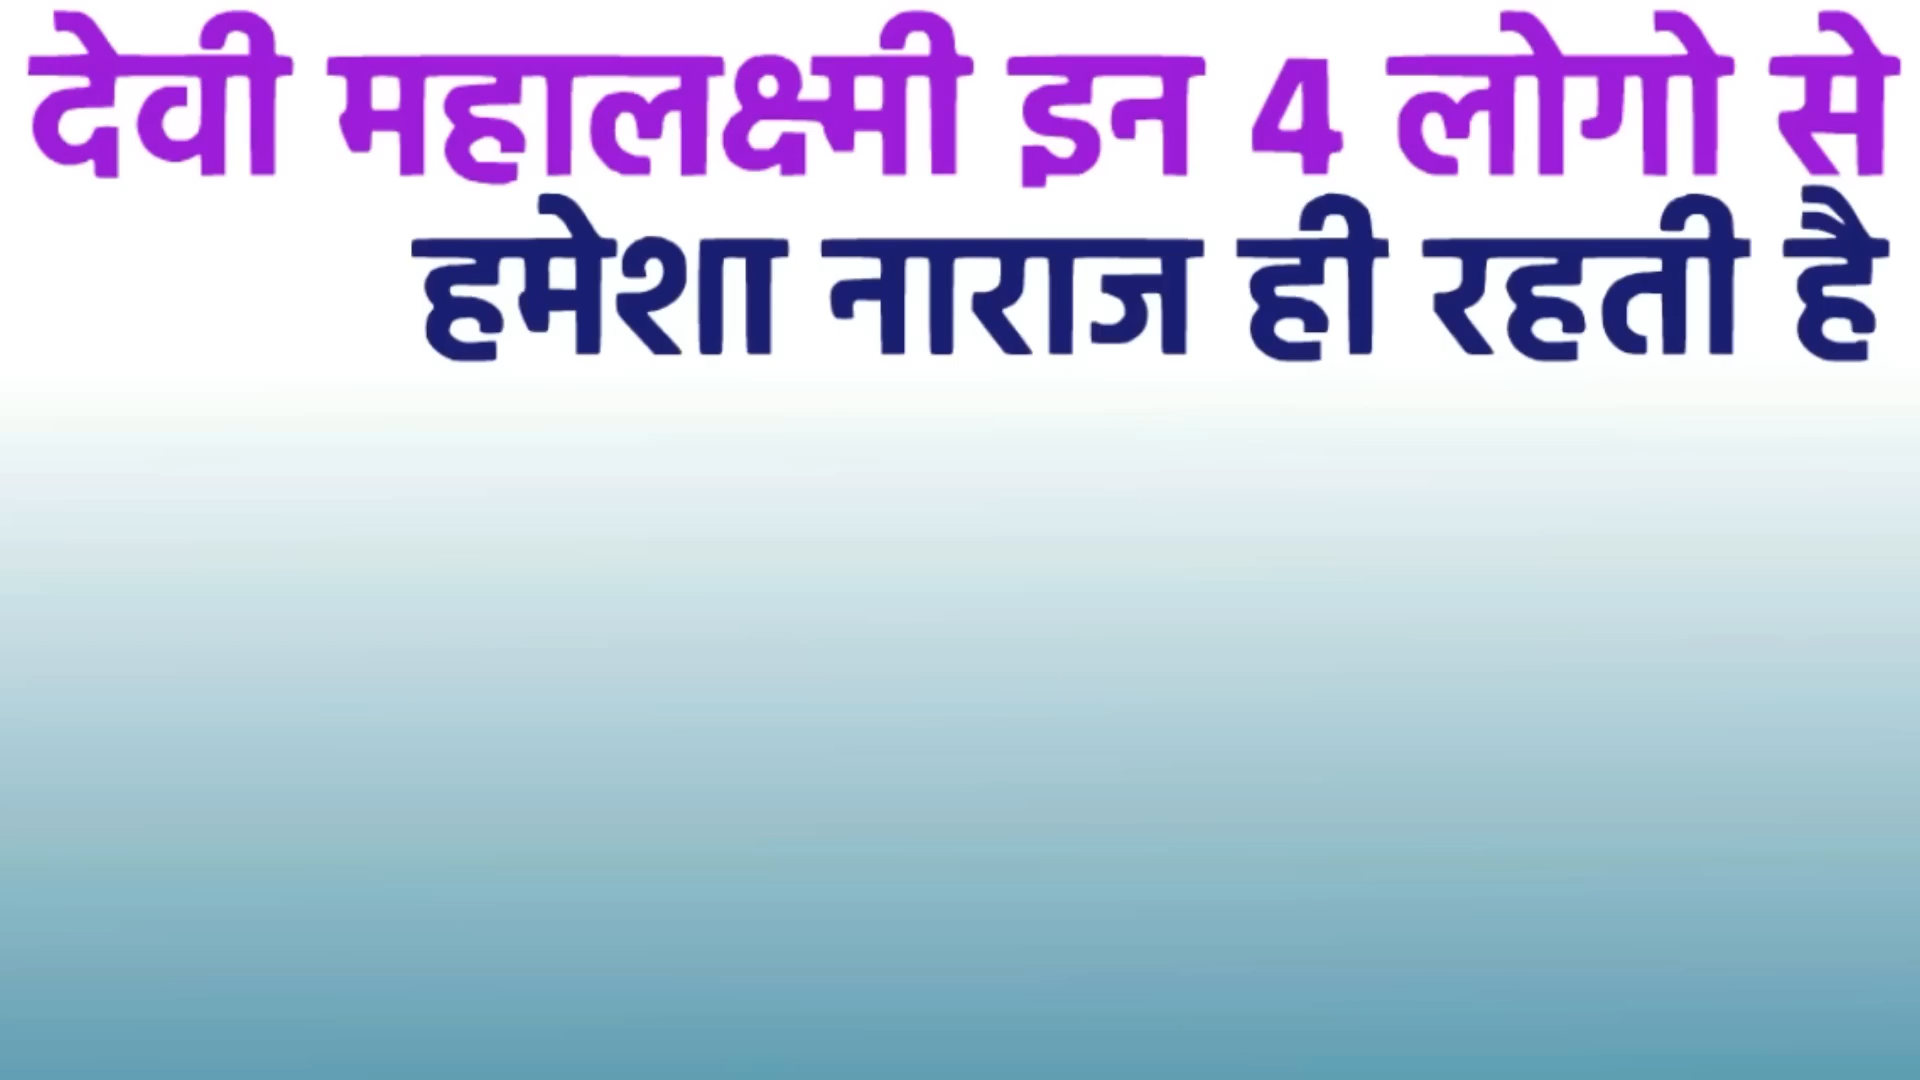 देवी महालक्ष्मी इन 4 लोगो से
हमेशा नाराज ही रहती है